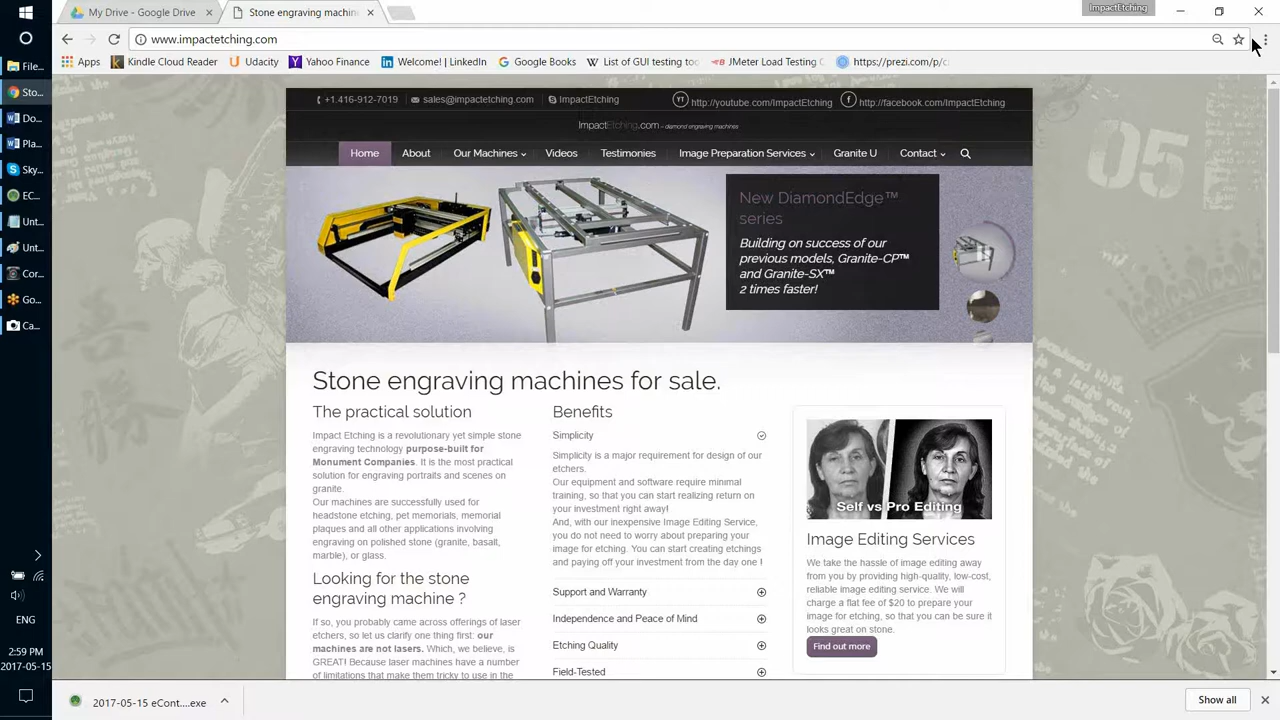 My Drive - Google Drive
Stone engraving machin
ImpactEtching
www.impactetching.com
Apps
Kindle Cloud Reader
Udacity
Yahoo Finance
Welcome! | LinkedIn
Google Books
List of GUI testing too
JMeter Load Testing C
https://prezi.com/p/c
File...
Sto...
Do...
Pla...
Sky...
EC...
Unt...
Unt...
Cor...
Go...
Ca...
ENG
2:59 PM
2017-05-15
+1.416-912-7019
sales@impactetching.com
ImpactEtching
http://youtube.com/ImpactEtching
http://facebook.com/ImpactEtching
ImpactEtching.com – diamond engraving machines
Home
About
Our Machines
Videos
Testimonies
Image Preparation Services
Granite U
Contact
New DiamondEdge™
series
Building on success of our
previous models, Granite-CP™
and Granite-SX™
2 times faster!
Stone engraving machines for sale.
The practical solution
Impact Etching is a revolutionary yet simple stone
engraving technology purpose-built for
Monument Companies. It is the most practical
solution for engraving portraits and scenes on
granite.
Our machines are successfully used for
headstone etching, pet memorials, memorial
plaques and all other applications involving
engraving on polished stone (granite, basalt,
marble), or glass.
Looking for the stone
engraving machine ?
If so, you probably came across offerings of laser
etchers, so let us clarify one thing first: our
machines are not lasers. Which, we believe, is
GREAT! Because laser machines have a number
of limitations that make them tricky to use in the
Benefits
Simplicity
Simplicity is a major requirement for design of our
etchers.
Our equipment and software require minimal
training, so that you can start realizing return on
your investment right away!
And, with our inexpensive Image Editing Service,
you do not need to worry about preparing your
image for etching. You can start creating etchings
and paying off your investment from the day one !
Support and Warranty
Independence and Peace of Mind
Etching Quality
Field-Tested
Self vs Pro Editing
Image Editing Services
We take the hassle of image editing away
from you by providing high-quality, low-cost,
reliable image editing service. We will
charge a flat fee of $20 to prepare your
image for etching, so that you can be sure it
looks great on stone.
Find out more
05
2017-05-15 eCont....exe
Show all